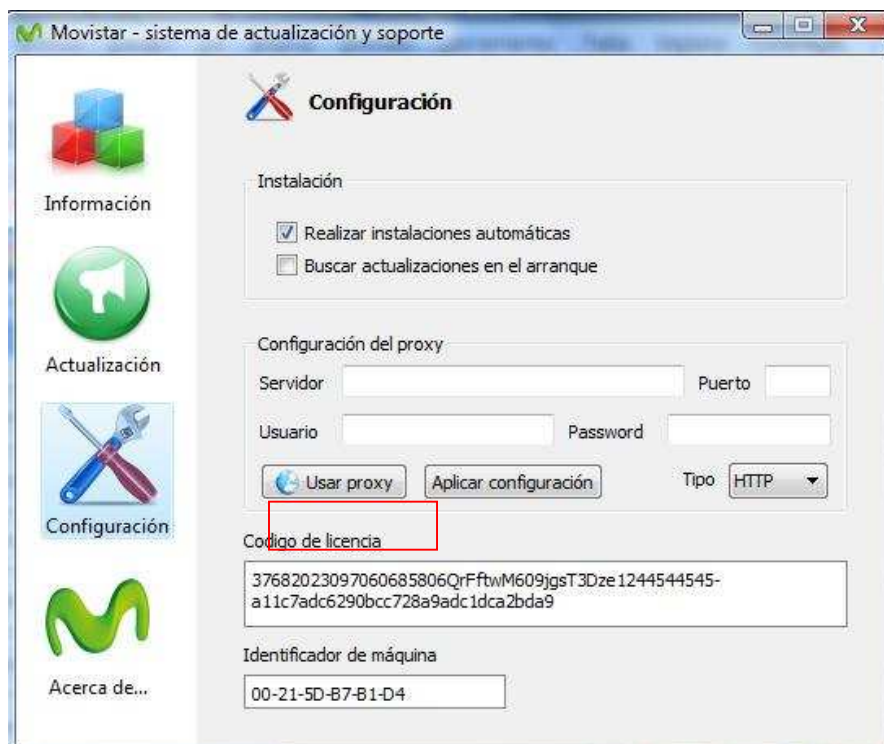 Movistar - sistema de actualización y soporte
Información
Actualización
Configuración
Acerca de...
Configuración
Instalación
Realizar instalaciones automáticas
Buscar actualizaciones en el arranque
Configuración del proxy
Servidor
Puerto
Usuario
Password
Usar proxy
Aplicar configuración
Tipo
HTTP
Codigo de licencia
37682023097060685806QrFftwM609jgsT3Dze1244544545-
a11c7adc6290bcc728a9adc1dca2bda9
Identificador de máquina
00-21-5D-B7-B1-D4